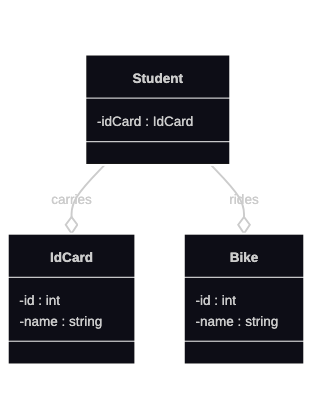 Student
-idCard : IdCard
carries
rides
IdCard
-id : int
-name : string
Bike
-id : int
-name : string